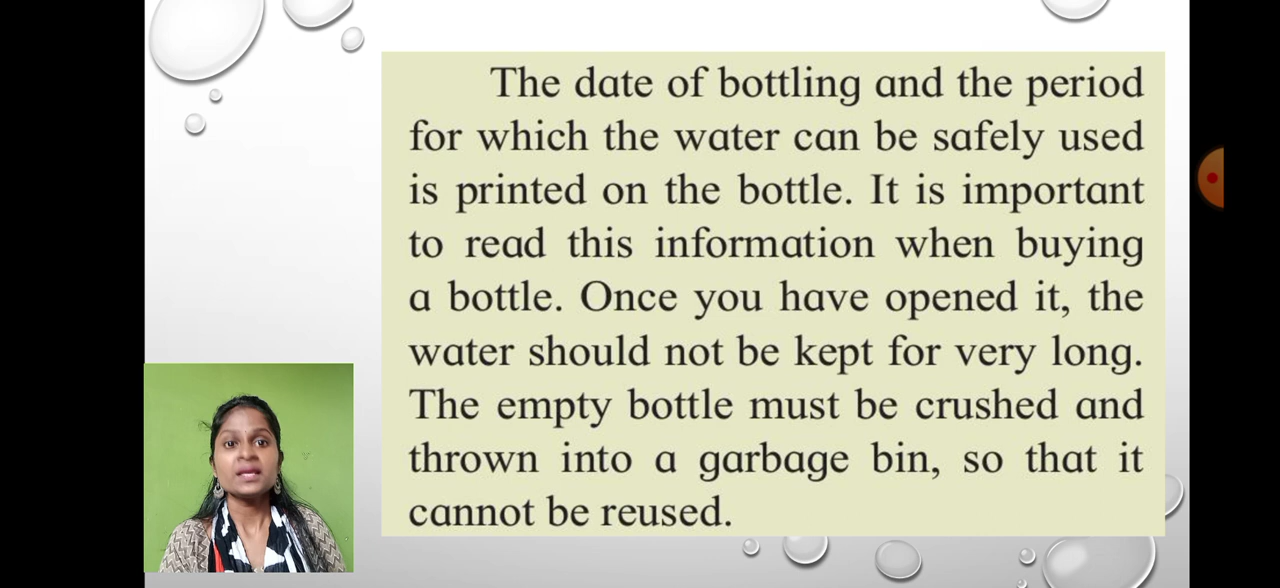 The date of bottling and the period
for which the water can be safely used
is printed on the bottle. It is important
to read this information when buying
a bottle. Once you have opened it, the
water should not be kept for very long.
The empty bottle must be crushed and
thrown into a garbage bin, so that it
cannot be reused.